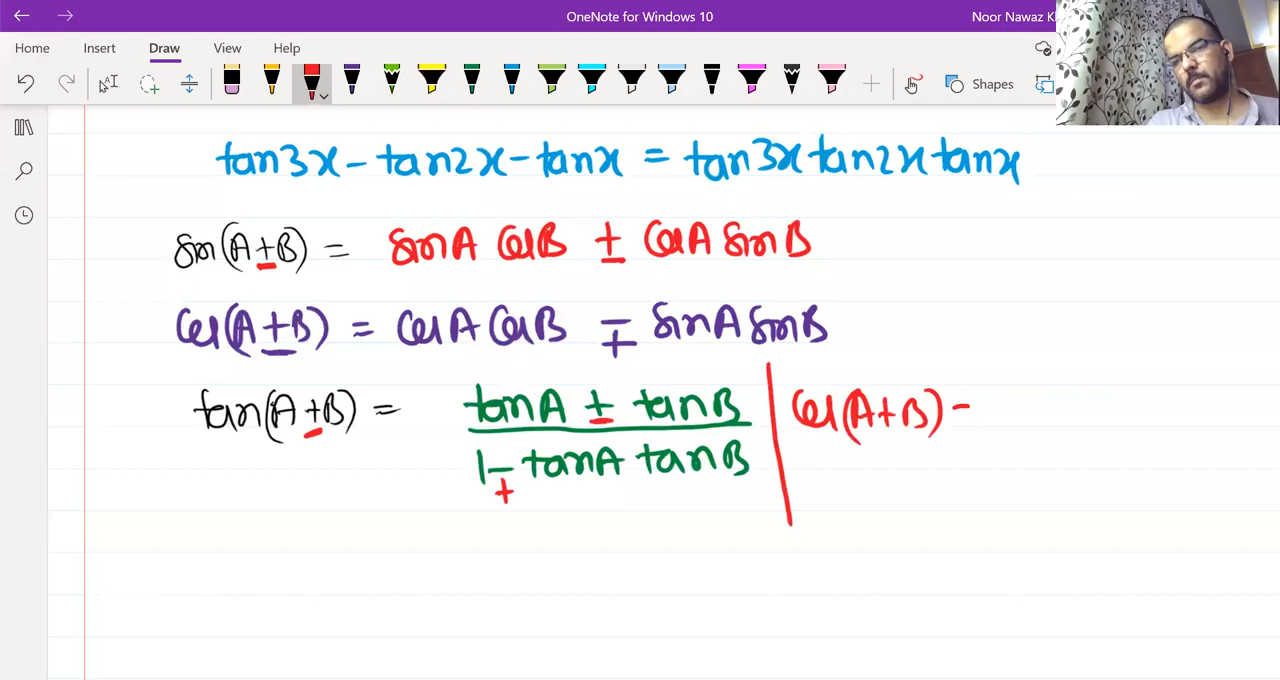 OneNote for Windows 10
Noor Nawaz K
Home Insert Draw View Help
Shapes
tan3x - tan2x - tanx = tan3x tan2x tanx
sin(A±B) = sinA cosB ± cosA sinB
cos(A±B) = cosA cosB ∓ sinA sinB
tan(A±B) = tanA ± tanB
1 ∓ tanA tanB
cos(A+B) -